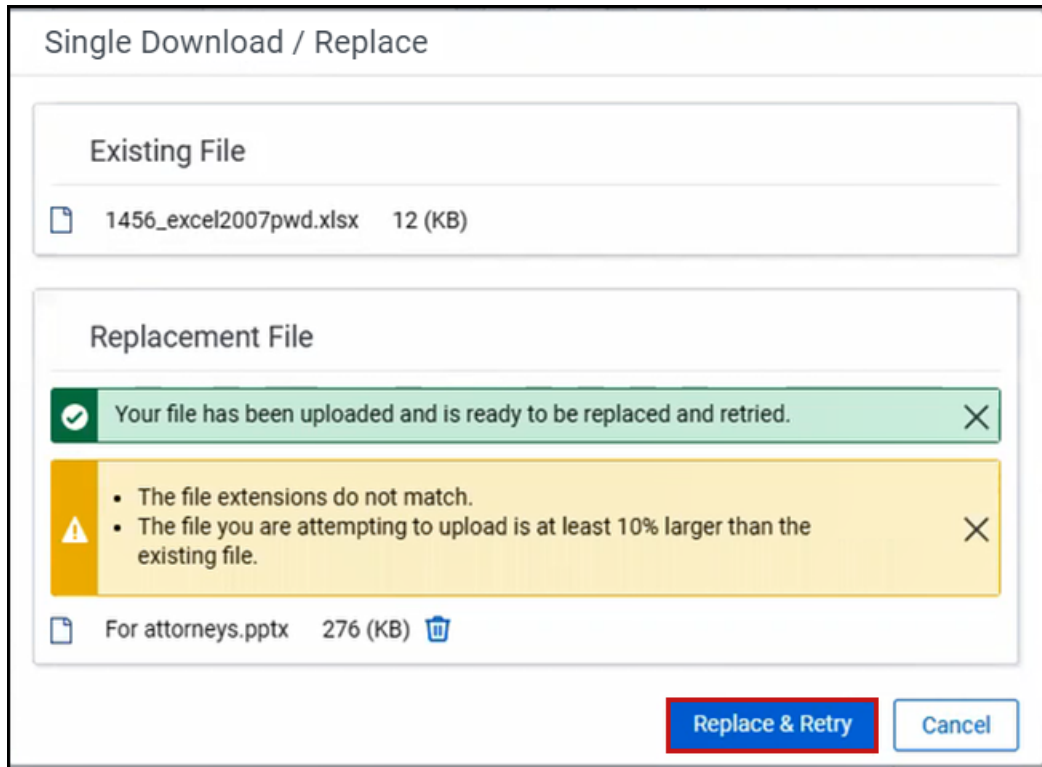 Single Download / Replace
Existing File
1456_excel2007pwd.xlsx 12 (KB)
Replacement File
Your file has been uploaded and is ready to be replaced and retried.
• The file extensions do not match.
• The file you are attempting to upload is at least 10% larger than the
existing file.
For attorneys.pptx 276 (KB)
Replace & Retry Cancel